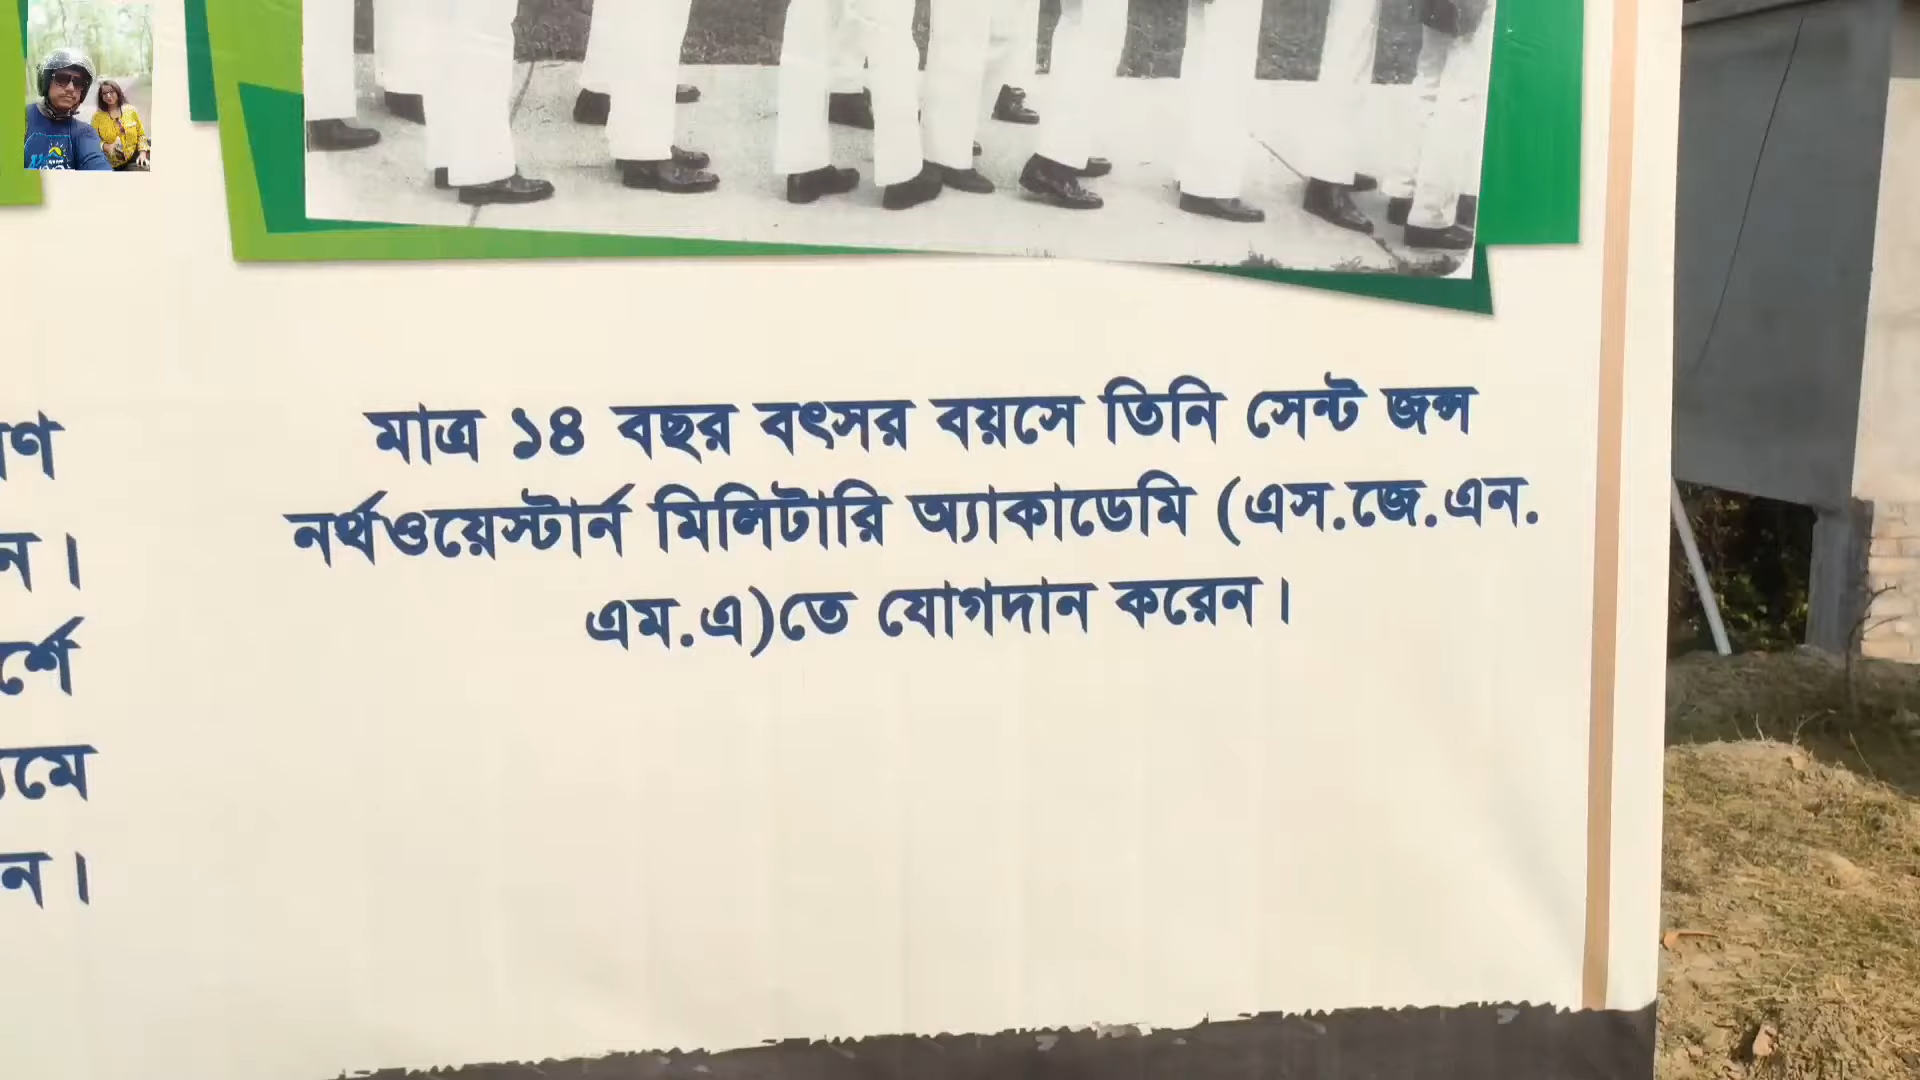 মাত্র ১৪ বছর বৎসর বয়সে তিনি সেন্ট জন্স
নর্থওয়েস্টার্ন মিলিটারি অ্যাকাডেমি (এস.জে.এন.
এম.এ)তে যোগদান করেন।